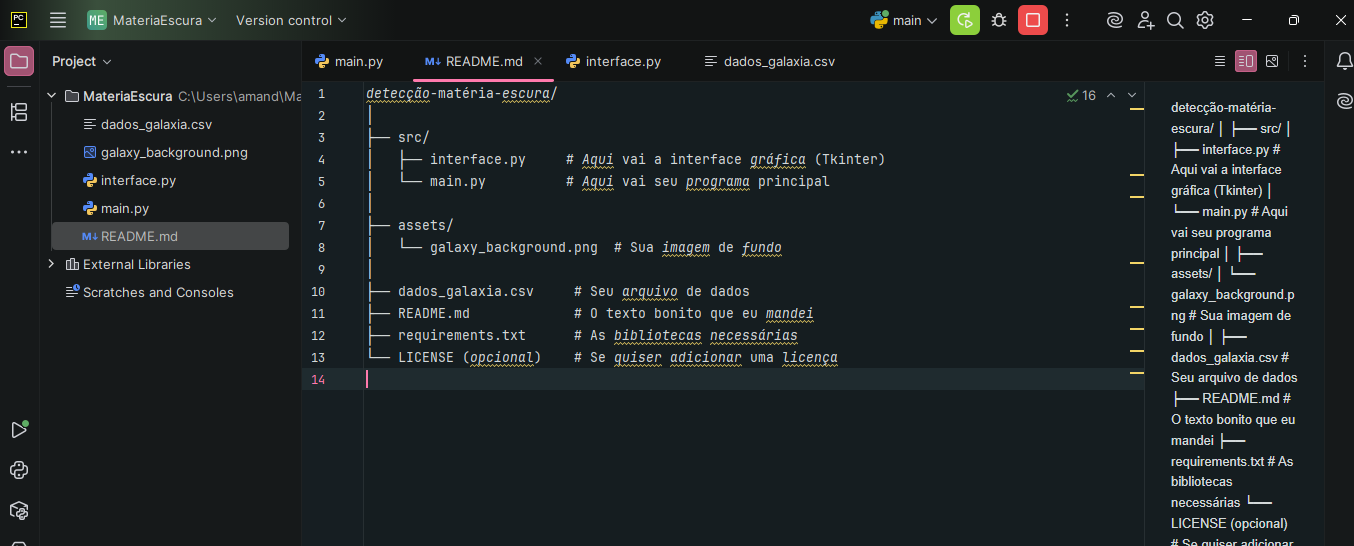 PC
ME MateriaEscura
Version control
main
Project
main.py
README.md
interface.py
dados_galaxia.csv
MateriaEscura C:\Users\amand\Ma
dados_galaxia.csv
galaxy_background.png
interface.py
main.py
README.md
External Libraries
Scratches and Consoles
1 detecção-matéria-escura/
2 │
3 ├── src/
4 │   ├── interface.py     # Aqui vai a interface gráfica (Tkinter)
5 │   └── main.py          # Aqui vai seu programa principal
6 │
7 ├── assets/
8 │   └── galaxy_background.png  # Sua imagem de fundo
9 │
10 ├── dados_galaxia.csv     # Seu arquivo de dados
11 ├── README.md             # O texto bonito que eu mandei
12 ├── requirements.txt      # As bibliotecas necessárias
13 └── LICENSE (opcional)    # Se quiser adicionar uma licença
14
16
detecção-matéria-
escura/ │ ├── src/ │
├── interface.py #
Aqui vai a interface
gráfica (Tkinter) │
└── main.py # Aqui
vai seu programa
principal │ ├──
assets/ │ └──
galaxy_background.p
ng # Sua imagem de
fundo │ ├──
dados_galaxia.csv #
Seu arquivo de dados
├── README.md #
O texto bonito que eu
mandei ├──
requirements.txt # As
bibliotecas
necessárias └──
LICENSE (opcional)
# Se quiser adicionar